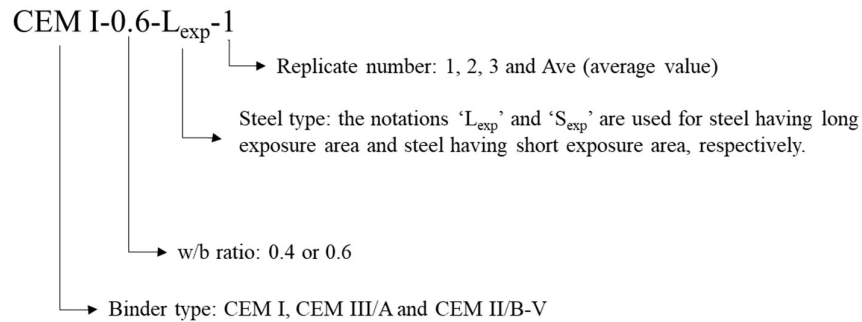 CEM I-0.6-Lexp-1
Replicate number: 1, 2, 3 and Ave (average value)
Steel type: the notations ‘Lexp’ and ‘Sexp’ are used for steel having long
exposure area and steel having short exposure area, respectively.
w/b ratio: 0.4 or 0.6
Binder type: CEM I, CEM III/A and CEM II/B-V